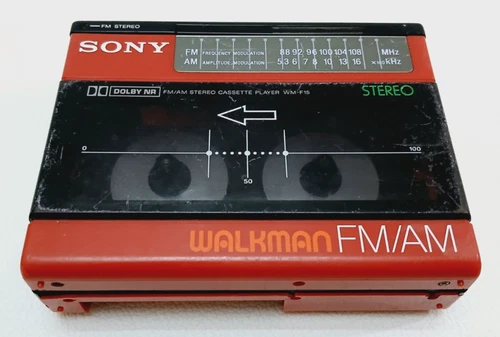 FM STEREO
SONY
FM FREQUENCY MODULATION 88 92 96 100 104 108 MHz
AM AMPLITUDE MODULATION 5.3 6 7 8 10 13 16 x100 kHz
DOLBY NR FM/AM STEREO CASSETTE PLAYER WM-F15 STEREO
0 100
50
WALKMAN FM/AM